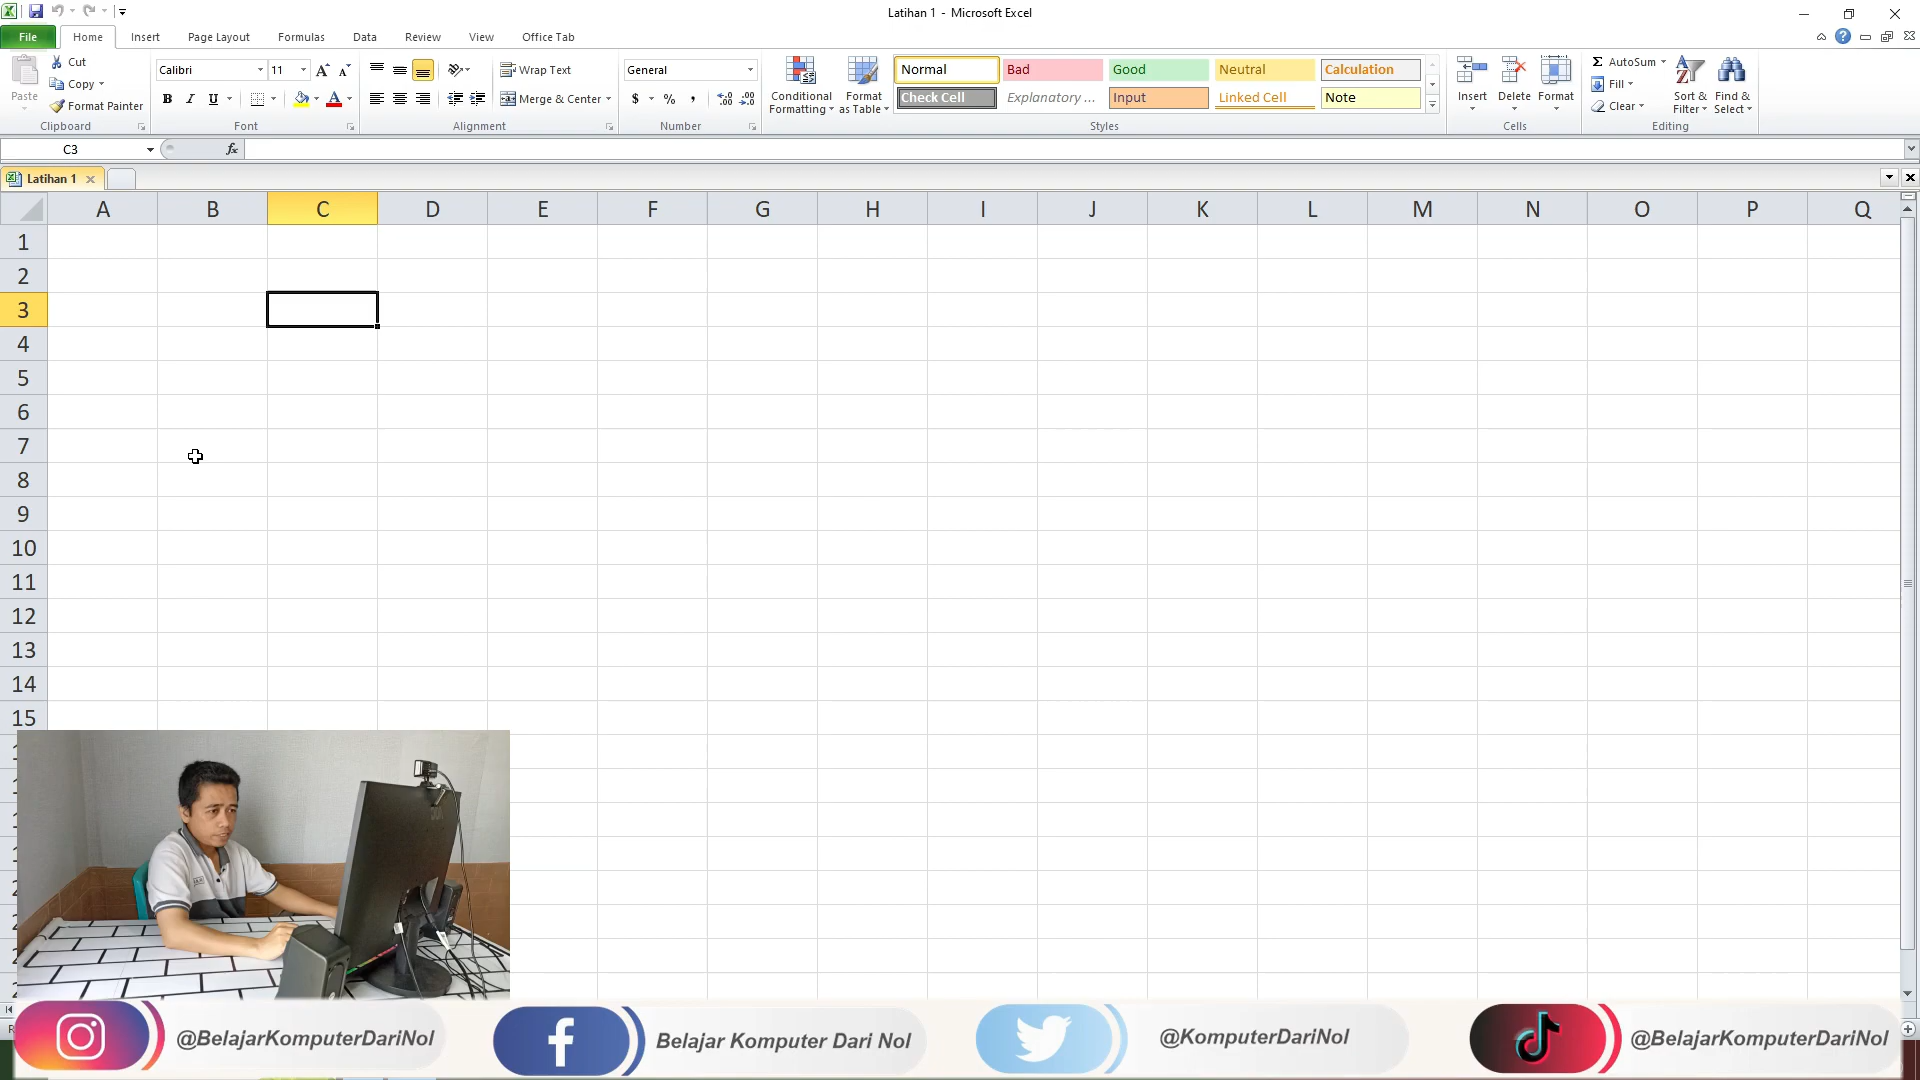 Latihan 1 - Microsoft Excel
File Home Insert Page Layout Formulas Data Review View Office Tab
Paste
Cut
Copy
Format Painter
Clipboard
Calibri 11
B I U
Font
Wrap Text
Merge & Center
Alignment
General
$ % ,
Number
Conditional Formatting
Format as Table
Normal Bad Good Neutral Calculation
Check Cell Explanatory ... Input Linked Cell Note
Styles
Insert Delete Format
Cells
Σ AutoSum
Fill
Clear
Sort & Filter
Find & Select
Editing
C3 fx
Latihan 1
A B C D E F G H I J K L M N O P Q
1
2
3
4
5
6
7
8
9
10
11
12
13
14
15
@BelajarKomputerDariNol Belajar Komputer Dari Nol @KomputerDariNol @BelajarKomputerDariNol